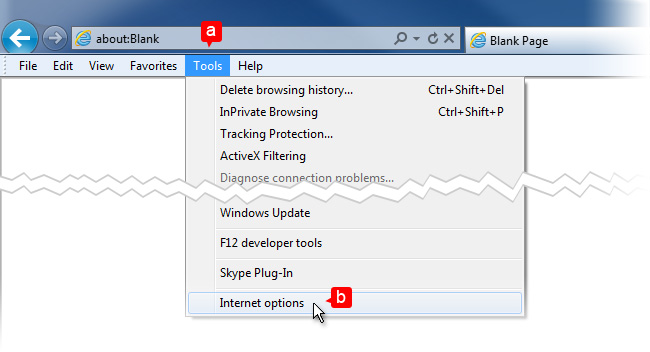 a
about:Blank
Blank Page
File Edit View Favorites Tools Help
Delete browsing history... Ctrl+Shift+Del
InPrivate Browsing Ctrl+Shift+P
Tracking Protection...
ActiveX Filtering
Diagnose connection problems...
Windows Update
F12 developer tools
Skype Plug-In
Internet options b